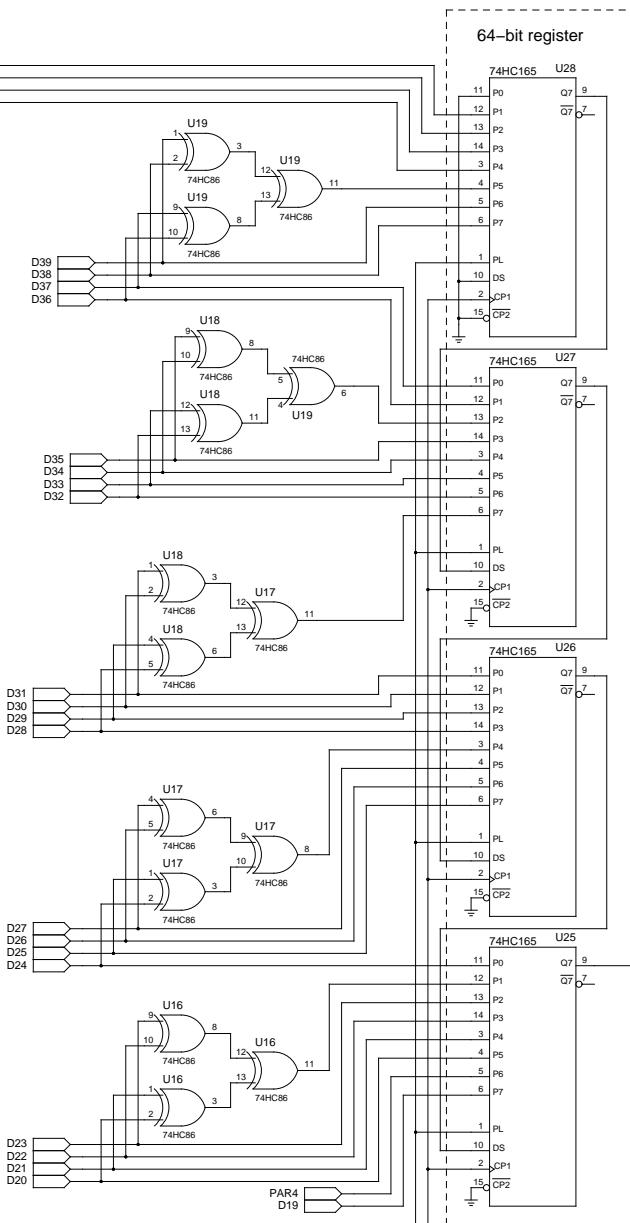 64−bit register
74HC165 U28
11 P0 Q7 9
12 P1 Q7 7
13 P2
14 P3
3 P4
4 P5
5 P6
6 P7
1 PL
10 DS
2 CP1
15 CP2
U19
1
2
3
74HC86
U19
12
13
11
74HC86
U19
9
10
8
74HC86
D39
D38
D37
D36
74HC165 U27
11 P0 Q7 9
12 P1 Q7 7
13 P2
14 P3
3 P4
4 P5
5 P6
6 P7
1 PL
10 DS
2 CP1
15 CP2
U18
9
10
8
74HC86
74HC86
5
4
6
U19
U18
12
13
11
74HC86
D35
D34
D33
D32
U18
1
2
3
74HC86
U17
12
13
11
74HC86
U18
4
5
6
74HC86
D31
D30
D29
D28
74HC165 U26
11 P0 Q7 9
12 P1 Q7 7
13 P2
14 P3
3 P4
4 P5
5 P6
6 P7
1 PL
10 DS
2 CP1
15 CP2
U17
4
5
6
74HC86
U17
9
10
8
74HC86
U17
1
2
3
74HC86
D27
D26
D25
D24
74HC165 U25
11 P0 Q7 9
12 P1 Q7 7
13 P2
14 P3
3 P4
4 P5
5 P6
6 P7
1 PL
10 DS
2 CP1
15 CP2
U16
9
10
8
74HC86
U16
12
13
11
74HC86
U16
1
2
3
74HC86
D23
D22
D21
D20
PAR4
D19